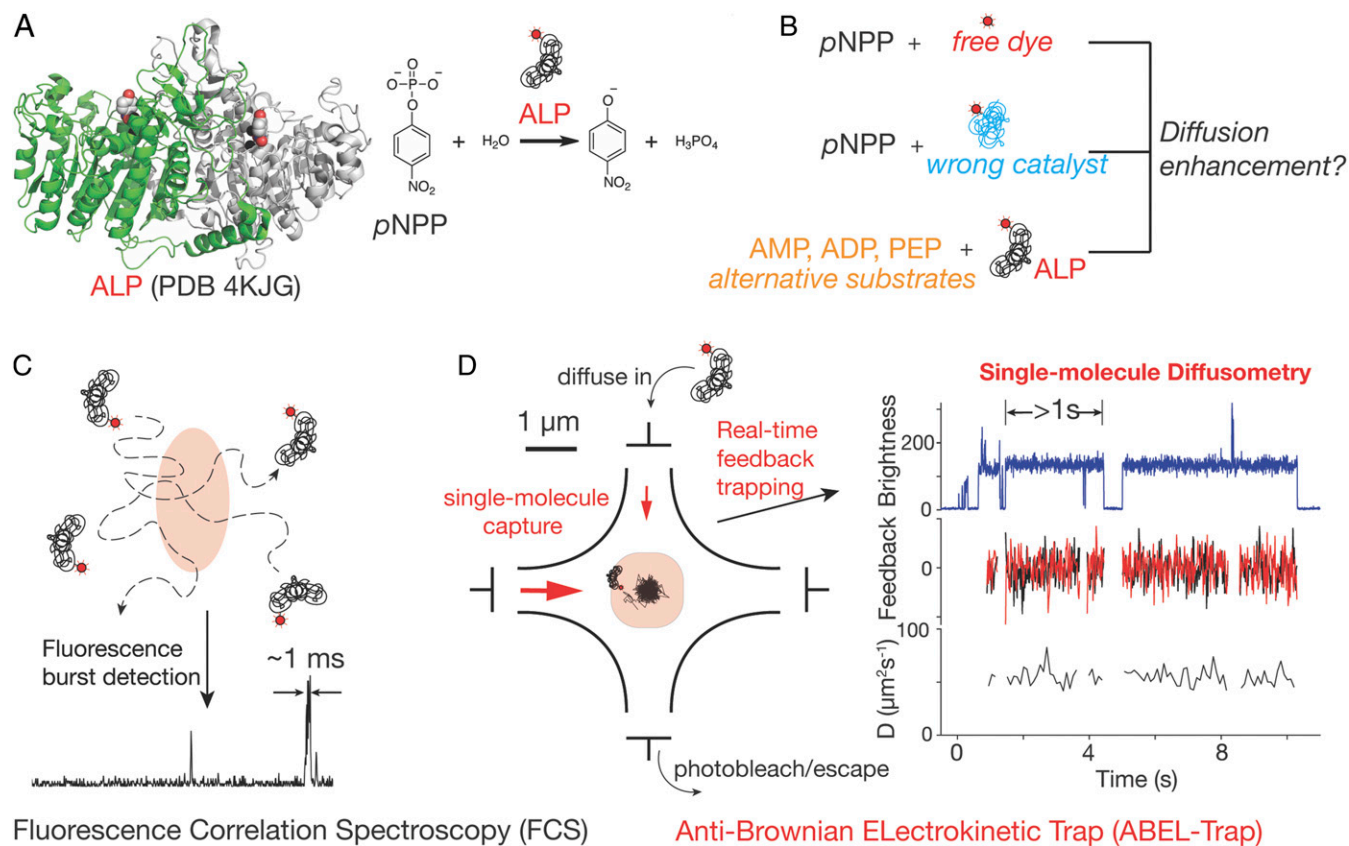 A
ALP (PDB 4KJG)
O
P
−O
O−
O
NO₂
pNPP
+
H₂O
ALP
O−
NO₂
+
H₃PO₄
B
pNPP + free dye
pNPP + wrong catalyst
AMP, ADP, PEP + ALP
alternative substrates
Diffusion
enhancement?
C
Fluorescence
burst detection
~1 ms
Fluorescence Correlation Spectroscopy (FCS)
D
diffuse in
1 µm
single-molecule
capture
Real-time
feedback
trapping
photobleach/escape
Single-molecule Diffusometry
>1s
Brightness
200
0
Feedback
0
D (µm²s⁻¹)
100
0
0
4
8
Time (s)
Anti-Brownian ELectrokinetic Trap (ABEL-Trap)